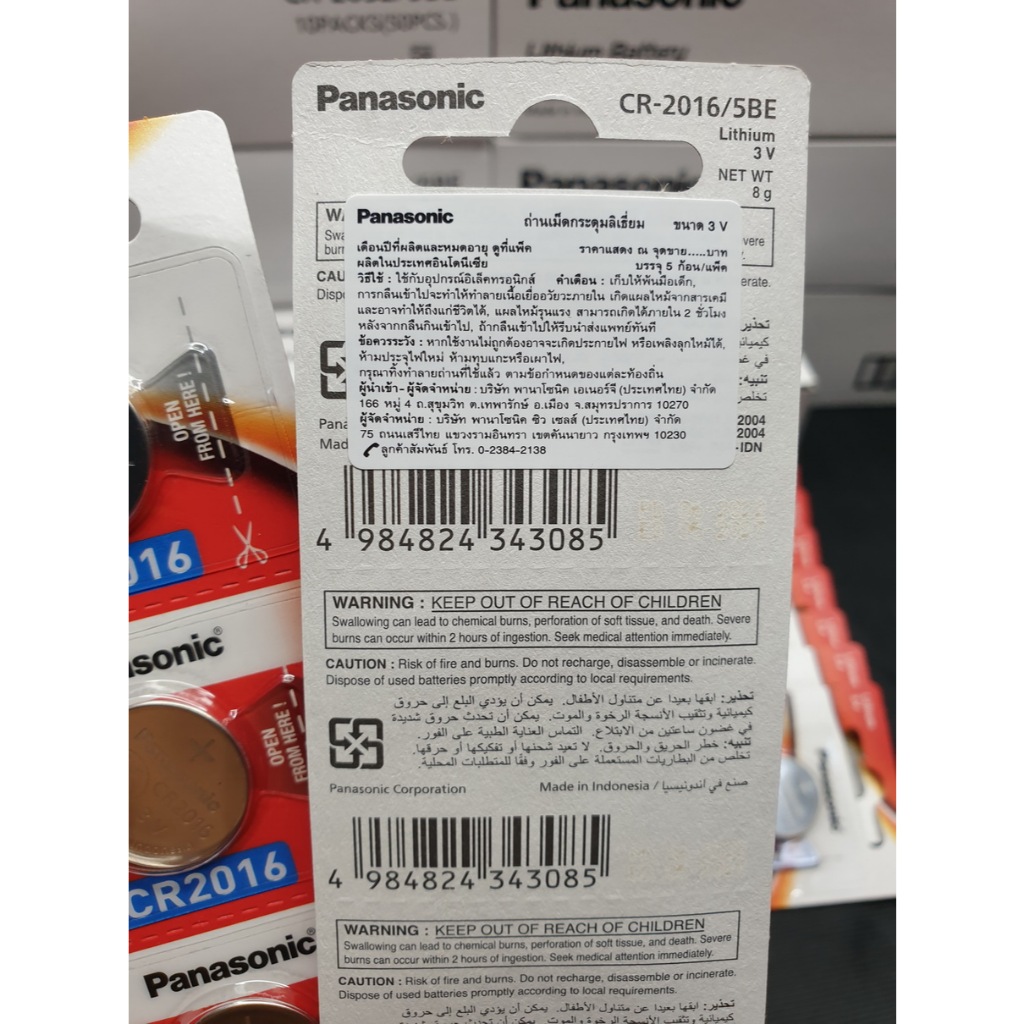 10PACKS(50PCS.)
Panasonic
Lithium Battery
Panasonic
CR-2016/5BE
Lithium
3 V
NET WT
8 g
Panasonic ถ่านเม็ดกระดุมลิเธี่ยม ขนาด 3 V
เดือนปีที่ผลิตและหมดอายุ ดูที่แพ็ค ราคาแสดง ณ จุดขาย.....บาท
ผลิตในประเทศอินโดนีเซีย บรรจุ 5 ก้อน/แพ็ค
วิธีใช้ : ใช้กับอุปกรณ์อิเล็คทรอนิกส์ คำเตือน : เก็บให้พ้นมือเด็ก,
การกลืนเข้าไปจะทำให้ทำลายเนื้อเยื่ออวัยวะภายใน เกิดแผลไหม้จากสารเคมี
และอาจทำให้ถึงแก่ชีวิตได้, แผลไหม้รุนแรง สามารถเกิดได้ภายใน 2 ชั่วโมง
หลังจากกลืนกินเข้าไป, ถ้ากลืนเข้าไปให้รีบนำส่งแพทย์ทันที
ข้อควรระวัง : หากใช้งานไม่ถูกต้องอาจจะเกิดประกายไฟ หรือเพลิงลุกไหม้ได้,
ห้ามประจุไฟใหม่ ห้ามทุบแกะหรือเผาไฟ,
กรุณาทิ้งทำลายถ่านที่ใช้แล้ว ตามข้อกำหนดของแต่ละท้องถิ่น
ผู้นำเข้า- ผู้จัดจำหน่าย : บริษัท พานาโซนิค เอเนอร์จี (ประเทศไทย) จำกัด
166 หมู่ 4 ถ.สุขุมวิท ต.เทพารักษ์ อ.เมือง จ.สมุทรปราการ 10270
ผู้จัดจำหน่าย : บริษัท พานาโซนิค ซิว เซลส์ (ประเทศไทย) จำกัด
75 ถนนเสรีไทย แขวงรามอินทรา เขตคันนายาว กรุงเทพฯ 10230
ลูกค้าสัมพันธ์ โทร. 0-2384-2138
2004
2004
-IDN
4 984824 343085
WARNING : KEEP OUT OF REACH OF CHILDREN
Swallowing can lead to chemical burns, perforation of soft tissue, and death. Severe
burns can occur within 2 hours of ingestion. Seek medical attention immediately.
CAUTION : Risk of fire and burns. Do not recharge, disassemble or incinerate.
Dispose of used batteries promptly according to local requirements.
تحذير: ابقها بعيدا عن متناول الأطفال. يمكن أن يؤدي البلع إلى حروق
كيميائية وتثقيب الأنسجة الرخوة والموت. يمكن أن تحدث حروق شديدة
في غضون ساعتين من الابتلاع. التماس العناية الطبية على الفور.
تنبيه: خطر الحريق والحروق. لا تعيد شحنها أو تفكيكها أو حرقها.
تخلص من البطاريات المستعملة على الفور وفقًا للمتطلبات المحلية.
Panasonic Corporation
Made in Indonesia / صنع في أندونيسيا
4 984824 343085
WARNING : KEEP OUT OF REACH OF CHILDREN
Swallowing can lead to chemical burns, perforation of soft tissue, and death. Severe
burns can occur within 2 hours of ingestion. Seek medical attention immediately.
CAUTION : Risk of fire and burns. Do not recharge, disassemble or incinerate.
Dispose of used batteries promptly according to local requirements.
تحذير: ابقها بعيدا عن متناول الأطفال. يمكن أن يؤدي البلع إلى حروق
OPEN
FROM HERE !
016
nasonic
OPEN
FROM HERE !
CR2016
Panasonic
Panasonic